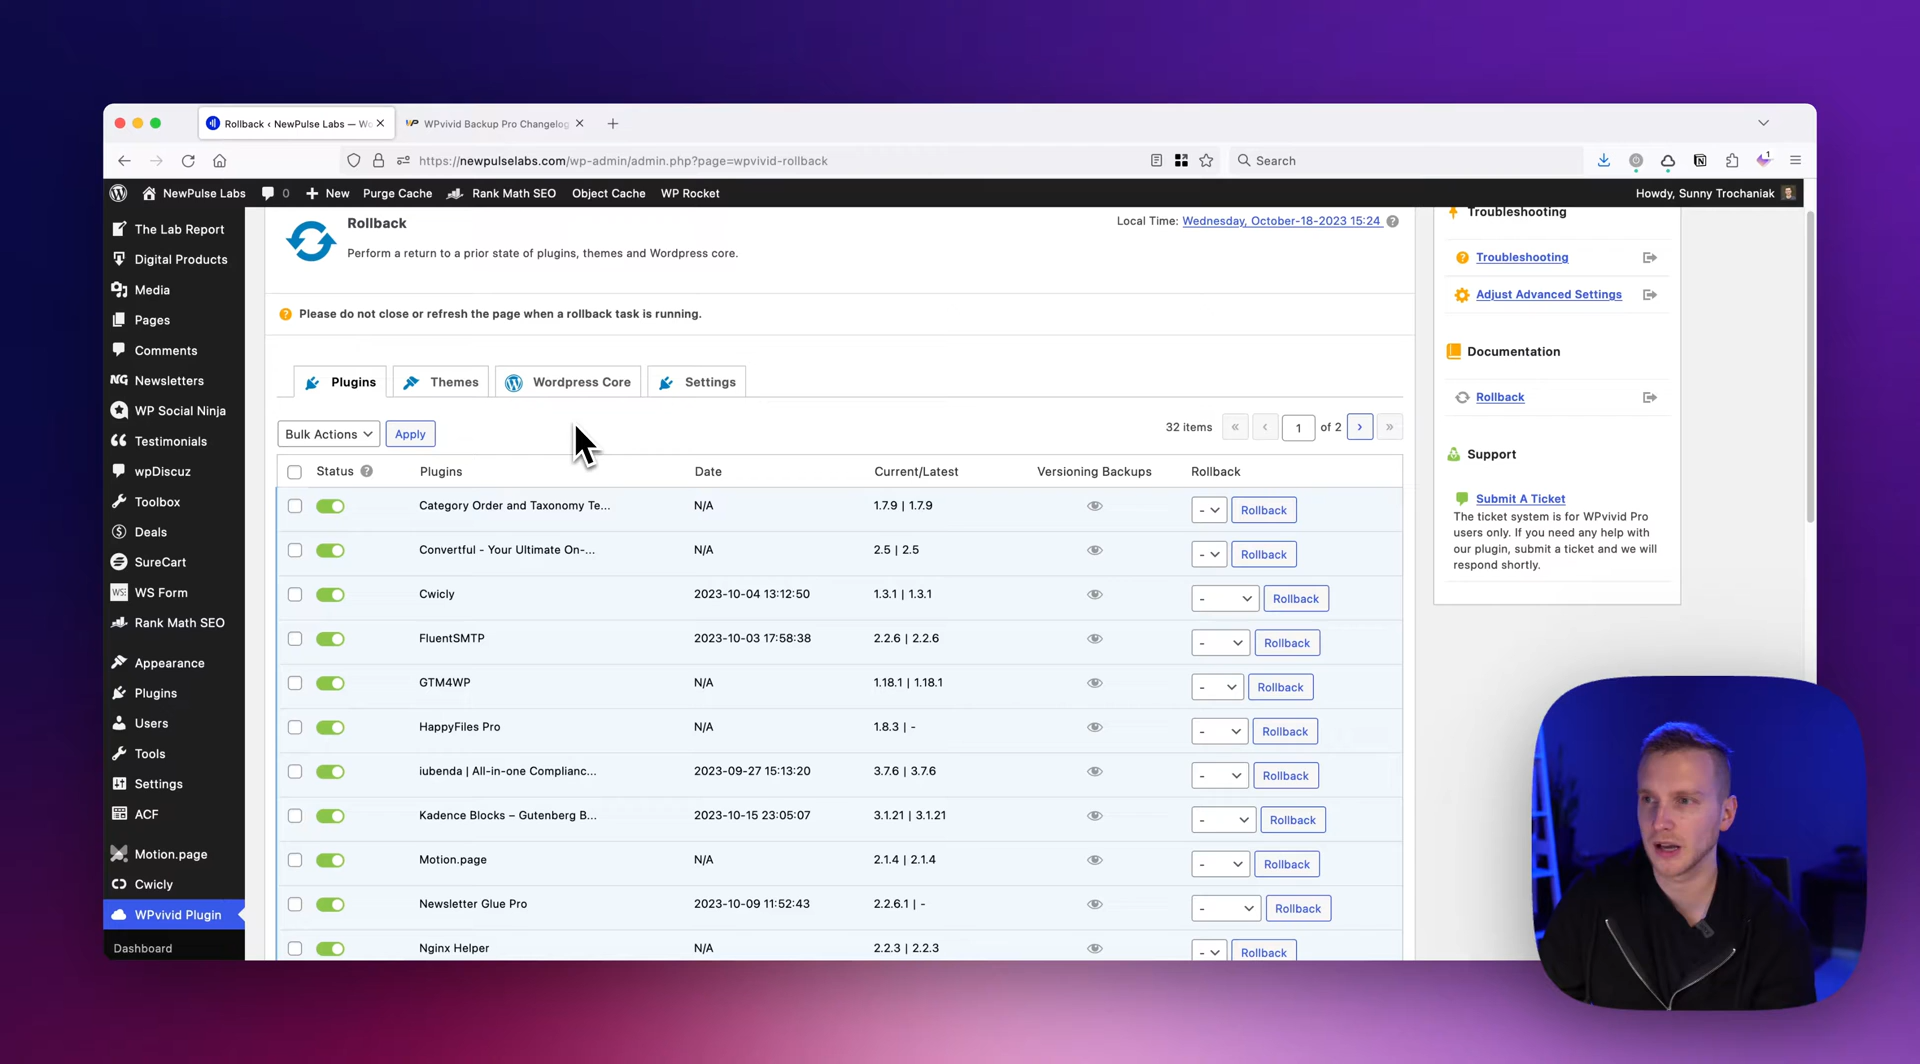 Rollback ‹ NewPulse Labs — Wo
WPvivid Backup Pro Changelog
https://newpulselabs.com/wp-admin/admin.php?page=wpvivid-rollback
Search
1
NewPulse Labs
0
New
Purge Cache
Rank Math SEO
Object Cache
WP Rocket
Howdy, Sunny Trochaniak
The Lab Report
Digital Products
Media
Pages
Comments
NG Newsletters
WP Social Ninja
Testimonials
wpDiscuz
Toolbox
Deals
SureCart
WS Form
Rank Math SEO
Appearance
Plugins
Users
Tools
Settings
ACF
Motion.page
Cwicly
WPvivid Plugin
Dashboard
Rollback
Perform a return to a prior state of plugins, themes and Wordpress core.
Local Time: Wednesday, October-18-2023 15:24
Please do not close or refresh the page when a rollback task is running.
Plugins
Themes
Wordpress Core
Settings
Bulk Actions
Apply
32 items « ‹ 1 of 2 › »
Status Plugins Date Current/Latest Versioning Backups Rollback
Category Order and Taxonomy Te... N/A 1.7.9 | 1.7.9 - Rollback
Convertful - Your Ultimate On-... N/A 2.5 | 2.5 - Rollback
Cwicly 2023-10-04 13:12:50 1.3.1 | 1.3.1 - Rollback
FluentSMTP 2023-10-03 17:58:38 2.2.6 | 2.2.6 - Rollback
GTM4WP N/A 1.18.1 | 1.18.1 - Rollback
HappyFiles Pro N/A 1.8.3 | - - Rollback
iubenda | All-in-one Complianc... 2023-09-27 15:13:20 3.7.6 | 3.7.6 - Rollback
Kadence Blocks – Gutenberg B... 2023-10-15 23:05:07 3.1.21 | 3.1.21 - Rollback
Motion.page N/A 2.1.4 | 2.1.4 - Rollback
Newsletter Glue Pro 2023-10-09 11:52:43 2.2.6.1 | - - Rollback
Nginx Helper N/A 2.2.3 | 2.2.3 - Rollback
Troubleshooting
Troubleshooting
Adjust Advanced Settings
Documentation
Rollback
Support
Submit A Ticket
The ticket system is for WPvivid Pro
users only. If you need any help with
our plugin, submit a ticket and we will
respond shortly.